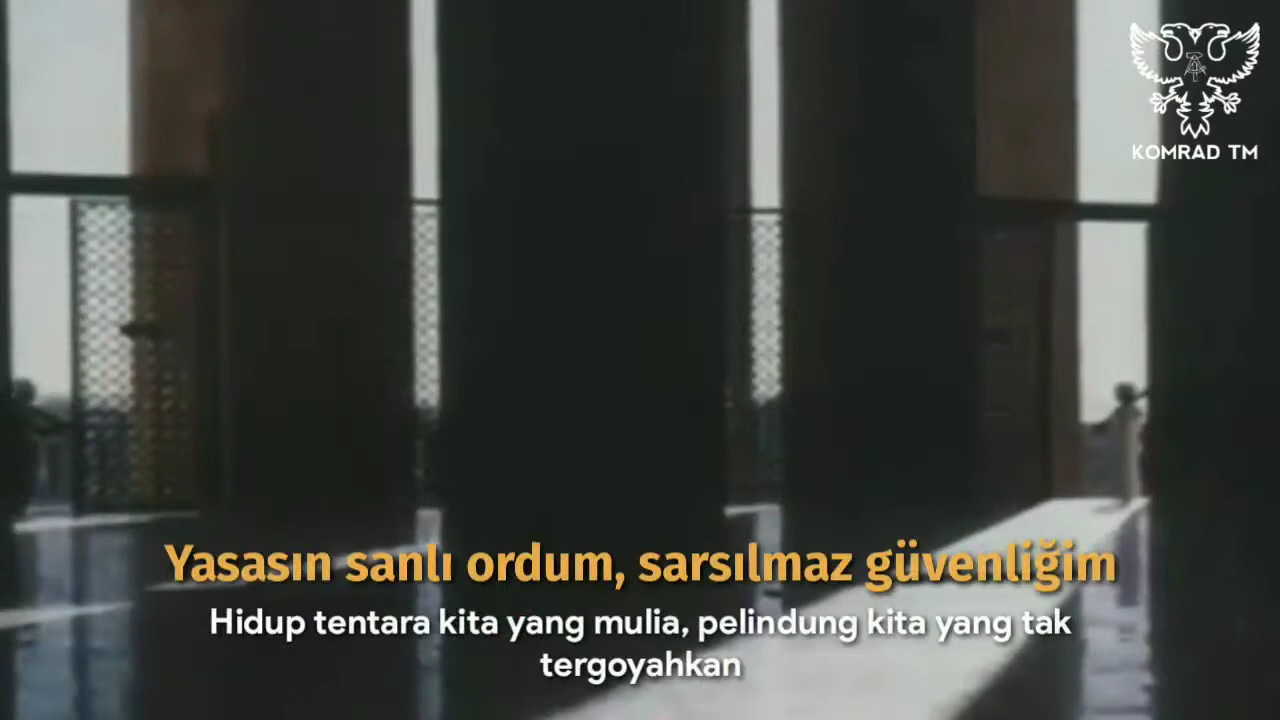 KOMRAD TM
Yasasın sanlı ordum, sarsılmaz güvenliğim
Hidup tentara kita yang mulia, pelindung kita yang tak
tergoyahkan